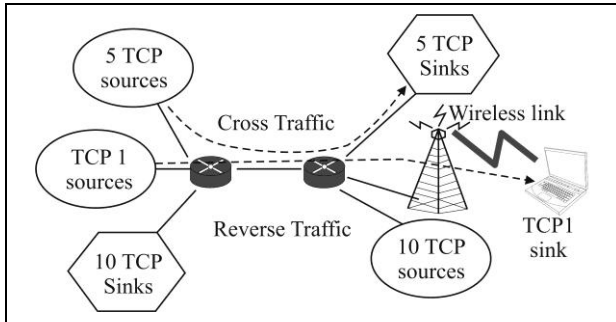 5 TCP
sources
5 TCP
Sinks
Wireless link
Cross Traffic
TCP 1
sources
Reverse Traffic
TCP1
sink
10 TCP
Sinks
10 TCP
sources